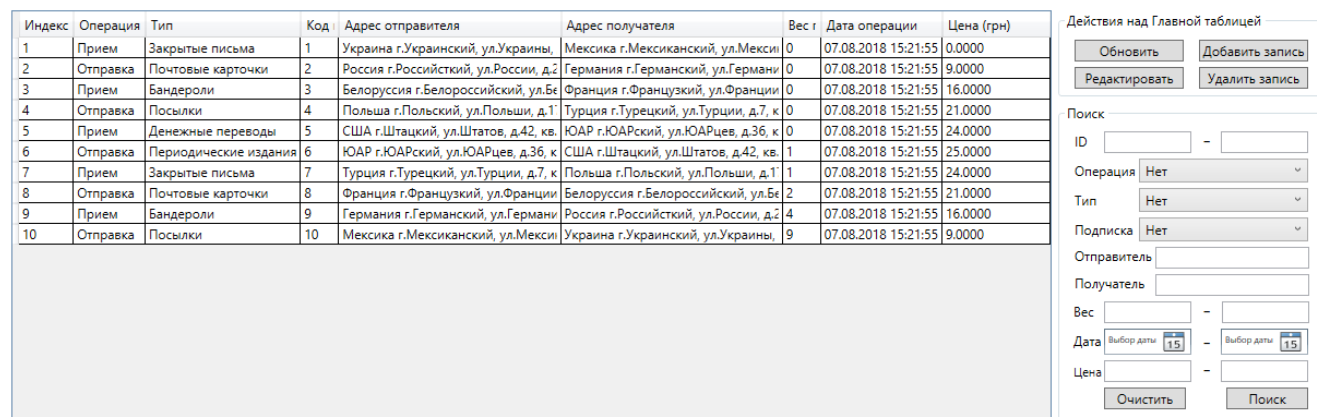 Индекс Операция Тип Код Адрес отправителя Адрес получателя Вес Дата операции Цена (грн)
1 Прием Закрытые письма 1 Украина г.Украинский, ул.Украины, Мексика г.Мексиканский, ул.Мекси 0 07.08.2018 15:21:55 0.0000
2 Отправка Почтовые карточки 2 Россия г.Российсткий, ул.России, д.2 Германия г.Германский, ул.Германи 0 07.08.2018 15:21:55 9.0000
3 Прием Бандероли 3 Белоруссия г.Белороссийский, ул.Бе Франция г.Французкий, ул.Франции 0 07.08.2018 15:21:55 16.0000
4 Отправка Посылки 4 Польша г.Польский, ул.Польши, д.1 Турция г.Турецкий, ул.Турции, д.7, к 0 07.08.2018 15:21:55 21.0000
5 Прием Денежные переводы 5 США г.Штацкий, ул.Штатов, д.42, кв. ЮАР г.ЮАРский, ул.ЮАРцев, д.36, к 0 07.08.2018 15:21:55 24.0000
6 Отправка Периодические издания 6 ЮАР г.ЮАРский, ул.ЮАРцев, д.36, к США г.Штацкий, ул.Штатов, д.42, кв. 1 07.08.2018 15:21:55 25.0000
7 Прием Закрытые письма 7 Турция г.Турецкий, ул.Турции, д.7, к Польша г.Польский, ул.Польши, д.1 1 07.08.2018 15:21:55 24.0000
8 Отправка Почтовые карточки 8 Франция г.Французкий, ул.Франции Белоруссия г.Белороссийский, ул.Бе 2 07.08.2018 15:21:55 21.0000
9 Прием Бандероли 9 Германия г.Германский, ул.Германи Россия г.Российсткий, ул.России, д.2 4 07.08.2018 15:21:55 16.0000
10 Отправка Посылки 10 Мексика г.Мексиканский, ул.Мекси Украина г.Украинский, ул.Украины, 9 07.08.2018 15:21:55 9.0000
Действия над Главной таблицей
Обновить Добавить запись
Редактировать Удалить запись
Поиск
ID –
Операция Нет
Тип Нет
Подписка Нет
Отправитель
Получатель
Вес –
Дата Выбор даты 15 – Выбор даты 15
Цена –
Очистить Поиск